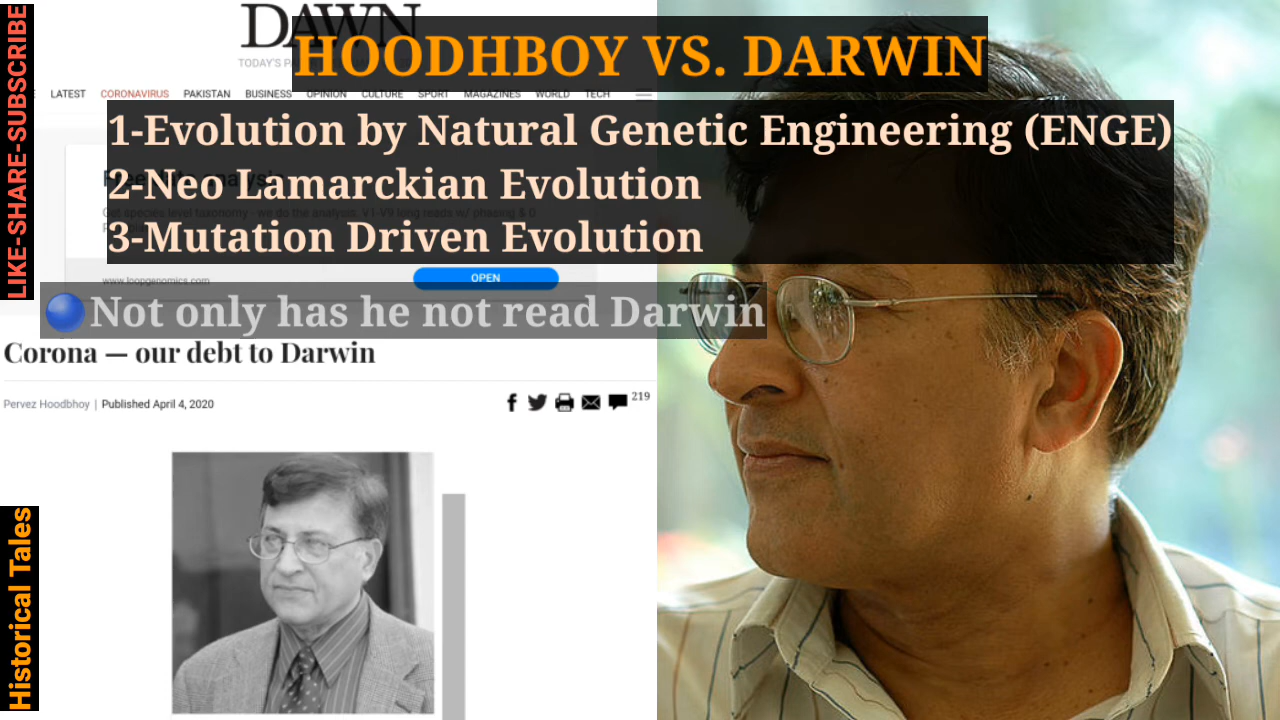 LIKE-SHARE-SUBSCRIBE
DAWN
HOODHBOY VS. DARWIN
LATEST CORONAVIRUS PAKISTAN BUSINESS OPINION CULTURE SPORT MAGAZINES WORLD TECH
1-Evolution by Natural Genetic Engineering (ENGE)
2-Neo Lamarckian Evolution
3-Mutation Driven Evolution
www.loopgenomics.com
OPEN
Not only has he not read Darwin
Corona — our debt to Darwin
Pervez Hoodbhoy | Published April 4, 2020
219
Historical Tales